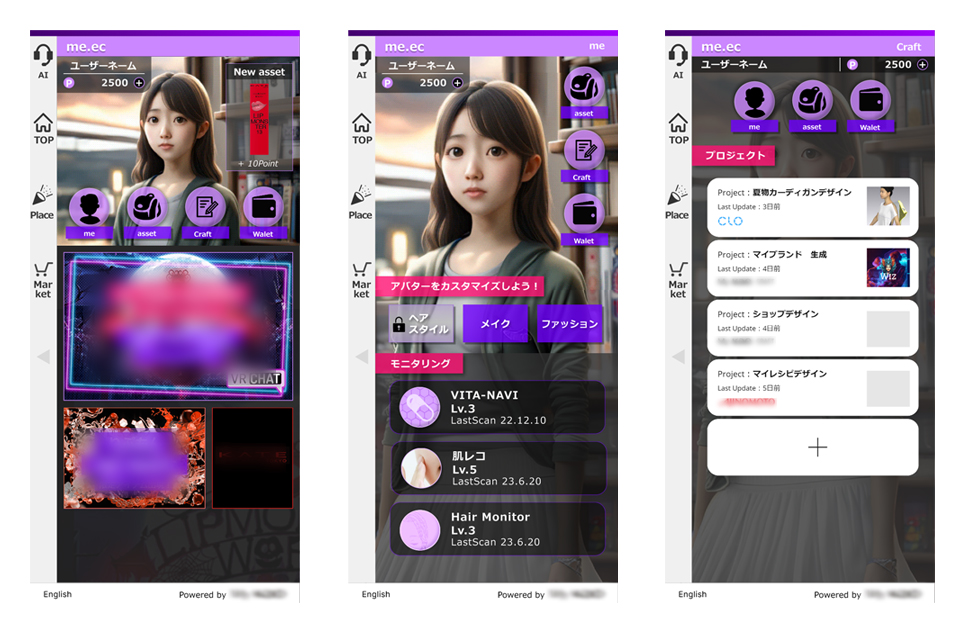 me.ec
AI
TOP
Place
Mar
ket
ユーザーネーム
P 2500 +
New asset
LIP
MONS
TER
+ 10Point
me
asset
Craft
Walet
VR CHAT
English
Powered by
me.ec
me
AI
TOP
Place
Mar
ket
ユーザーネーム
P 2500 +
asset
Craft
Walet
アバターをカスタマイズしよう！
ヘア
スタイル
メイク
ファッション
y
モニタリング
VITA-NAVI
Lv.3
LastScan 22.12.10
肌レコ
Lv.5
LastScan 23.6.20
Hair Monitor
Lv.3
LastScan 23.6.20
English
Powered by
me.ec
Craft
AI
TOP
Place
Mar
ket
ユーザーネーム
P 2500 +
me
asset
Walet
プロジェクト
Project：夏物カーディガンデザイン
Last Update：3日前
CLO
Project：マイブランド　生成
Last Update：4日前
Wiz
Project：ショップデザイン
Last Update：4日前
Project：マイレシピデザイン
Last Update：5日前
+
English
Powered by